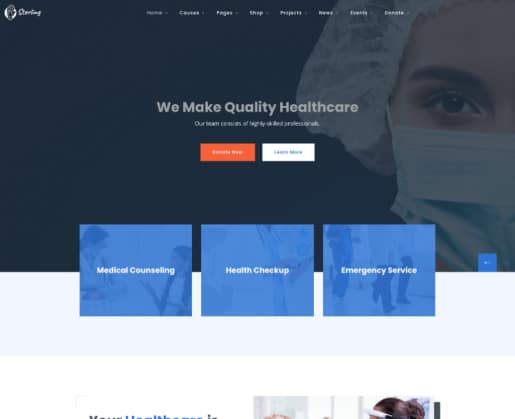 Sterling
Home Causes Pages Shop Projects News Events Donate
We Make Quality Healthcare
Our team consists of highly-skilled professionals.
Donate Now Learn More
Medical Counseling Health Checkup Emergency Service
Your Healthcare is